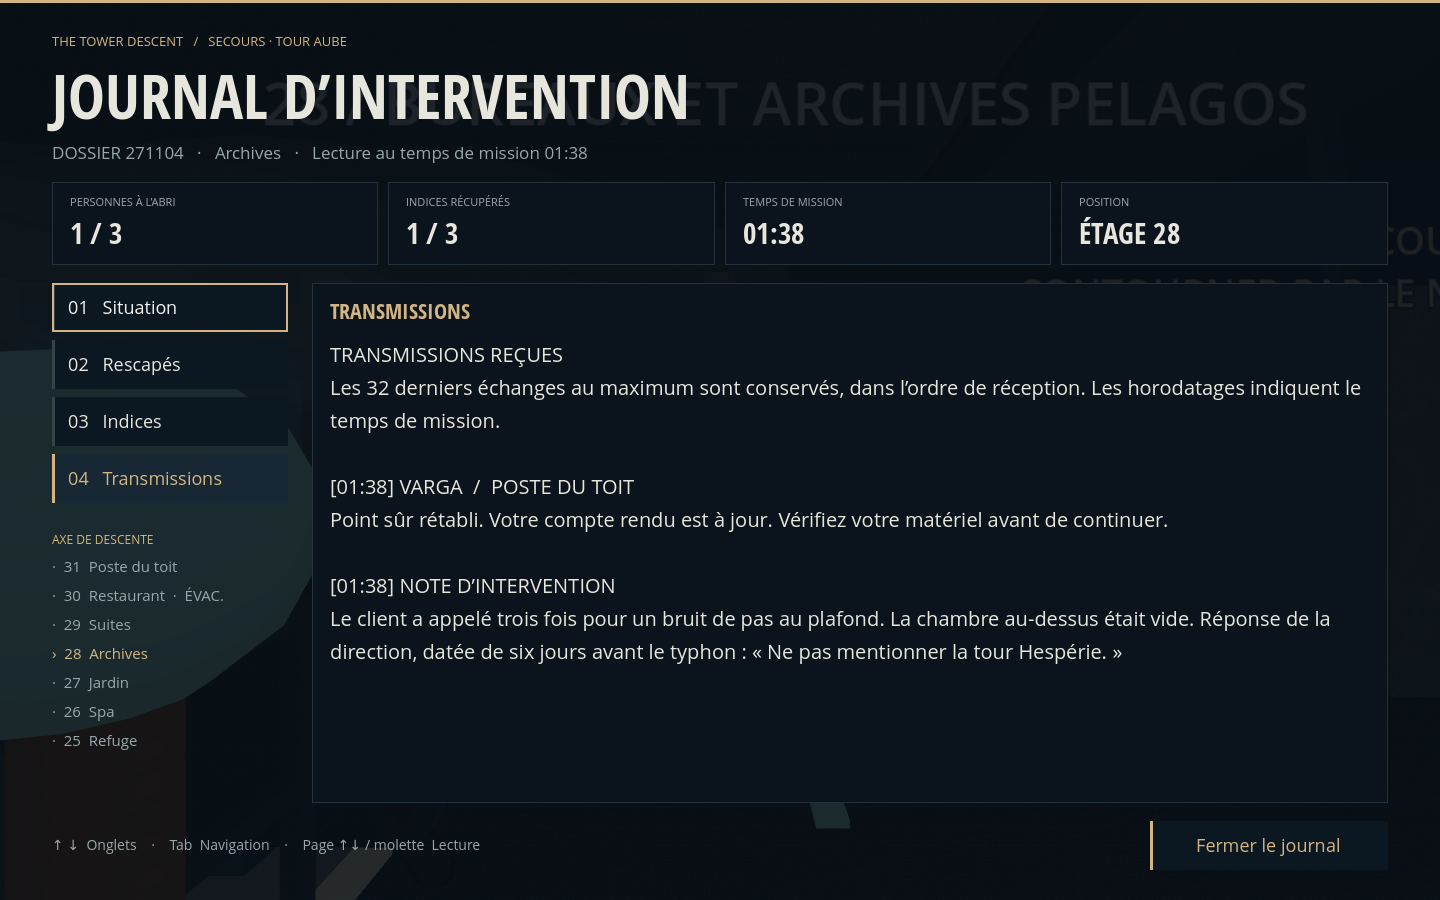 THE TOWER DESCENT / SECOURS · TOUR AUBE
JOURNAL D’INTERVENTION
ET ARCHIVES PELAGOS
DOSSIER 271104 · Archives · Lecture au temps de mission 01:38
PERSONNES À L'ABRI
1 / 3
INDICES RÉCUPÉRÉS
1 / 3
TEMPS DE MISSION
01:38
POSITION
ÉTAGE 28
01 Situation
02 Rescapés
03 Indices
04 Transmissions
AXE DE DESCENTE
· 31 Poste du toit
· 30 Restaurant · ÉVAC.
· 29 Suites
› 28 Archives
· 27 Jardin
· 26 Spa
· 25 Refuge
TRANSMISSIONS
TRANSMISSIONS REÇUES
Les 32 derniers échanges au maximum sont conservés, dans l’ordre de réception. Les horodatages indiquent le
temps de mission.
[01:38] VARGA / POSTE DU TOIT
Point sûr rétabli. Votre compte rendu est à jour. Vérifiez votre matériel avant de continuer.
[01:38] NOTE D’INTERVENTION
Le client a appelé trois fois pour un bruit de pas au plafond. La chambre au-dessus était vide. Réponse de la
direction, datée de six jours avant le typhon : « Ne pas mentionner la tour Hespérie. »
↑ ↓ Onglets · Tab Navigation · Page ↑↓ / molette Lecture
Fermer le journal